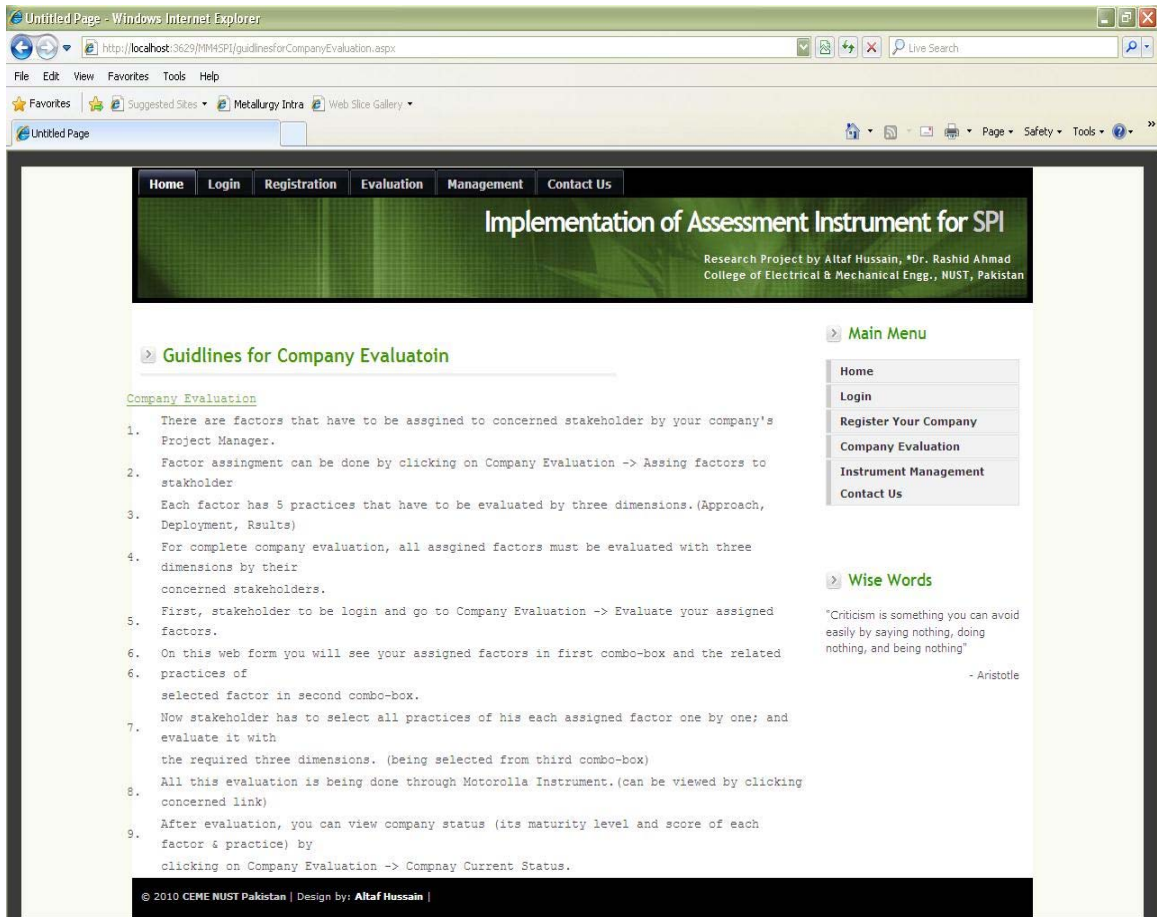 Untitled Page - Windows Internet Explorer
http://localhost:3629/MM4SPI/guidlinesforCompanyEvaluation.aspx
Live Search
File Edit View Favorites Tools Help
Favorites Suggested Sites Metallurgy Intra Web Slice Gallery
Untitled Page
Page Safety Tools »
Home Login Registration Evaluation Management Contact Us
Implementation of Assessment Instrument for SPI
Research Project by Altaf Hussain, *Dr. Rashid Ahmad
College of Electrical & Mechanical Engg., NUST, Pakistan
Guidlines for Company Evaluatoin
Company Evaluation
1. There are factors that have to be assgined to concerned stakeholder by your company's
Project Manager.
2. Factor assingment can be done by clicking on Company Evaluation -> Assing factors to
stakholder
3. Each factor has 5 practices that have to be evaluated by three dimensions.(Approach,
Deployment, Rsults)
4. For complete company evaluation, all assgined factors must be evaluated with three
dimensions by their
concerned stakeholders.
5. First, stakeholder to be login and go to Company Evaluation -> Evaluate your assigned
factors.
6. On this web form you will see your assigned factors in first combo-box and the related
6. practices of
selected factor in second combo-box.
7. Now stakeholder has to select all practices of his each assigned factor one by one; and
evaluate it with
the required three dimensions. (being selected from third combo-box)
8. All this evaluation is being done through Motorolla Instrument.(can be viewed by clicking
concerned link)
9. After evaluation, you can view company status (its maturity level and score of each
factor & practice) by
clicking on Company Evaluation -> Compnay Current Status.
Main Menu
Home
Login
Register Your Company
Company Evaluation
Instrument Management
Contact Us
Wise Words
"Criticism is something you can avoid
easily by saying nothing, doing
nothing, and being nothing"
- Aristotle
© 2010 CEME NUST Pakistan | Design by: Altaf Hussain |